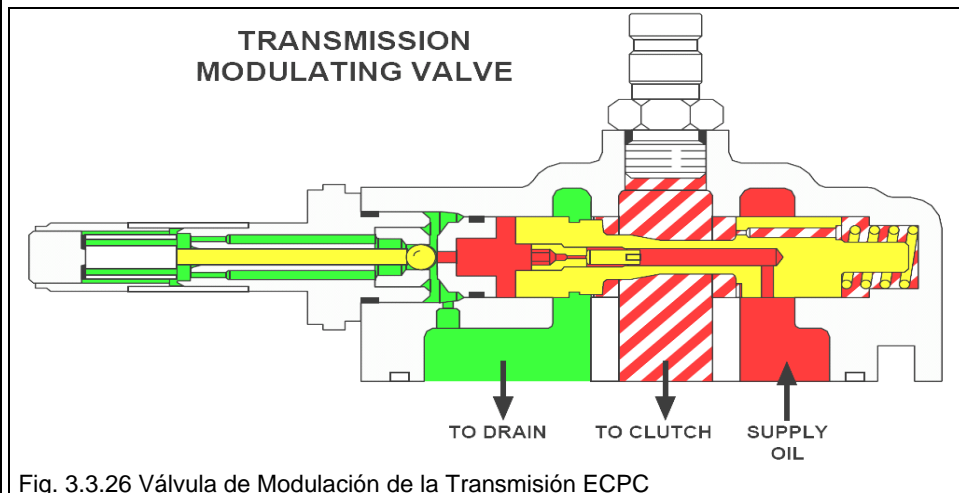 TRANSMISSION
MODULATING VALVE
TO DRAIN
TO CLUTCH
SUPPLY
OIL
Fig. 3.3.26 Válvula de Modulación de la Transmisión ECPC